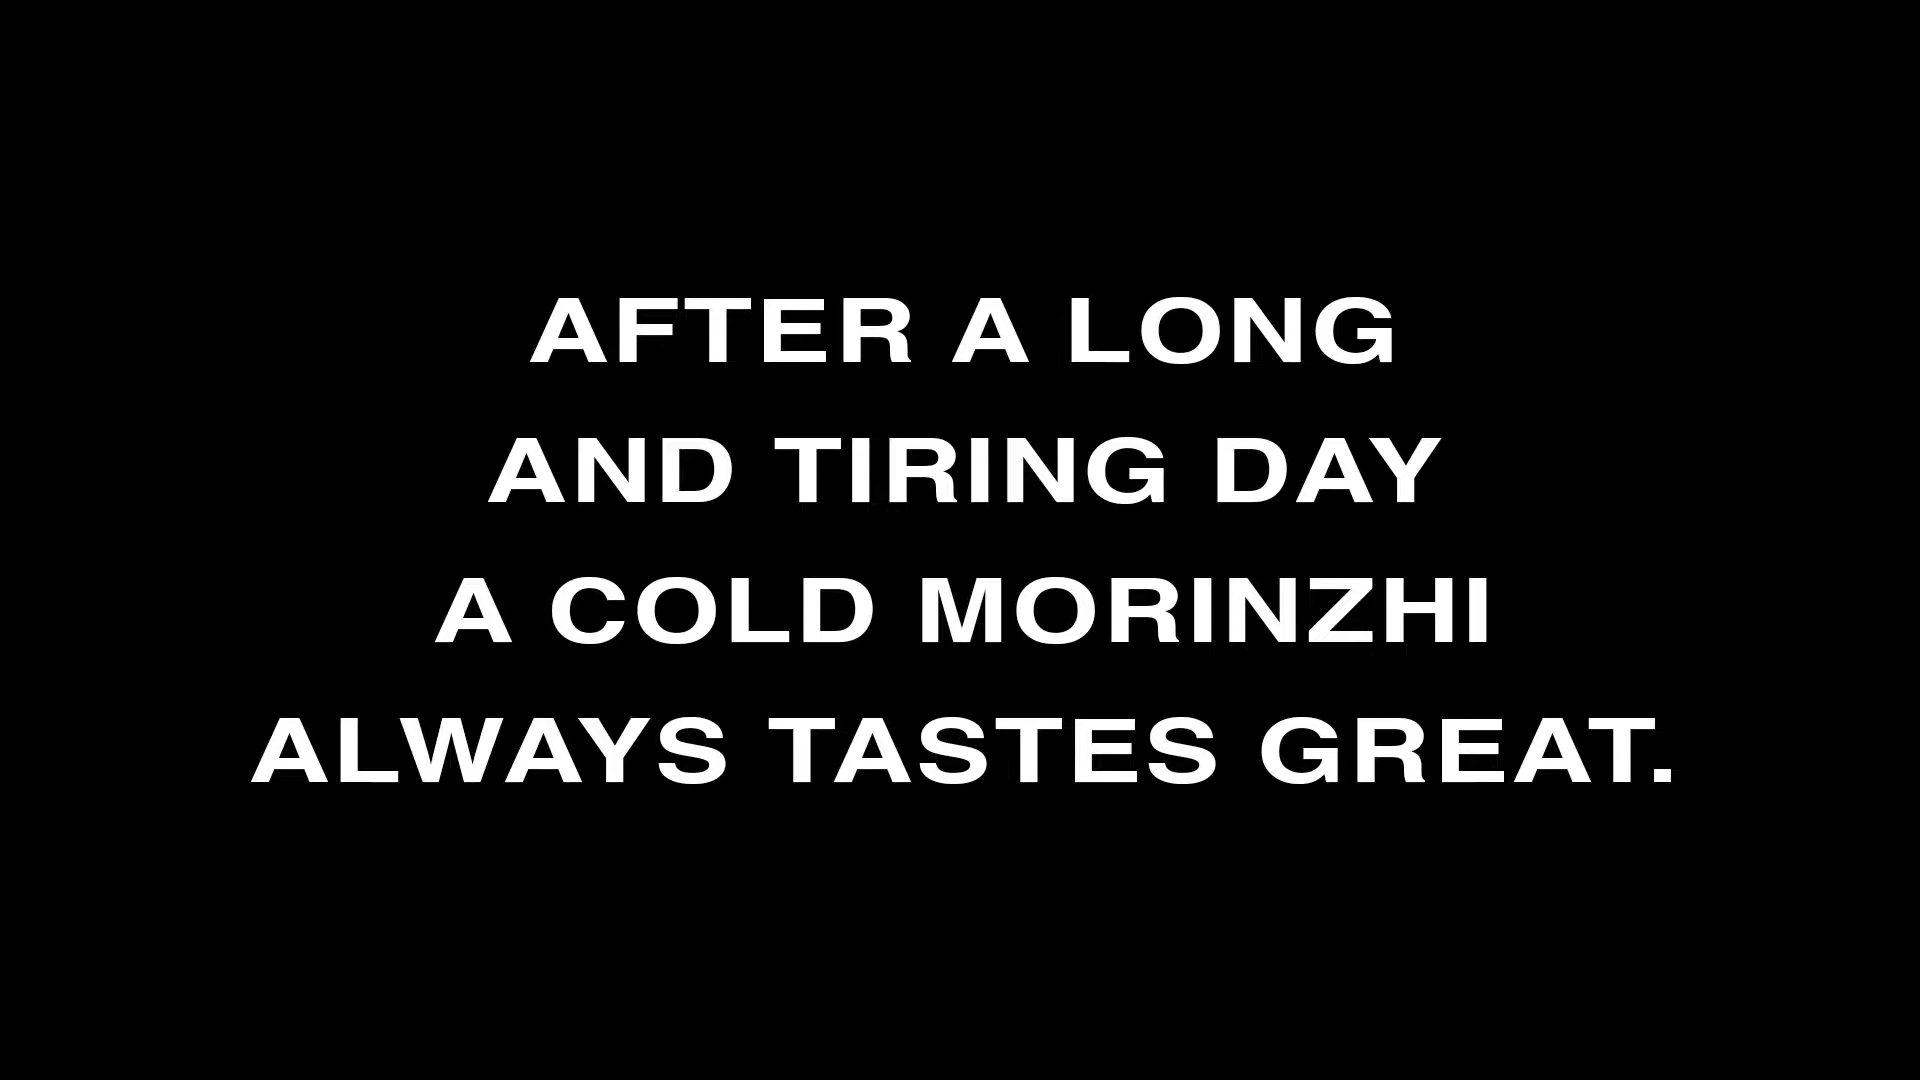 AFTER A LONG
AND TIRING DAY
A COLD MORINZHI
ALWAYS TASTES GREAT.